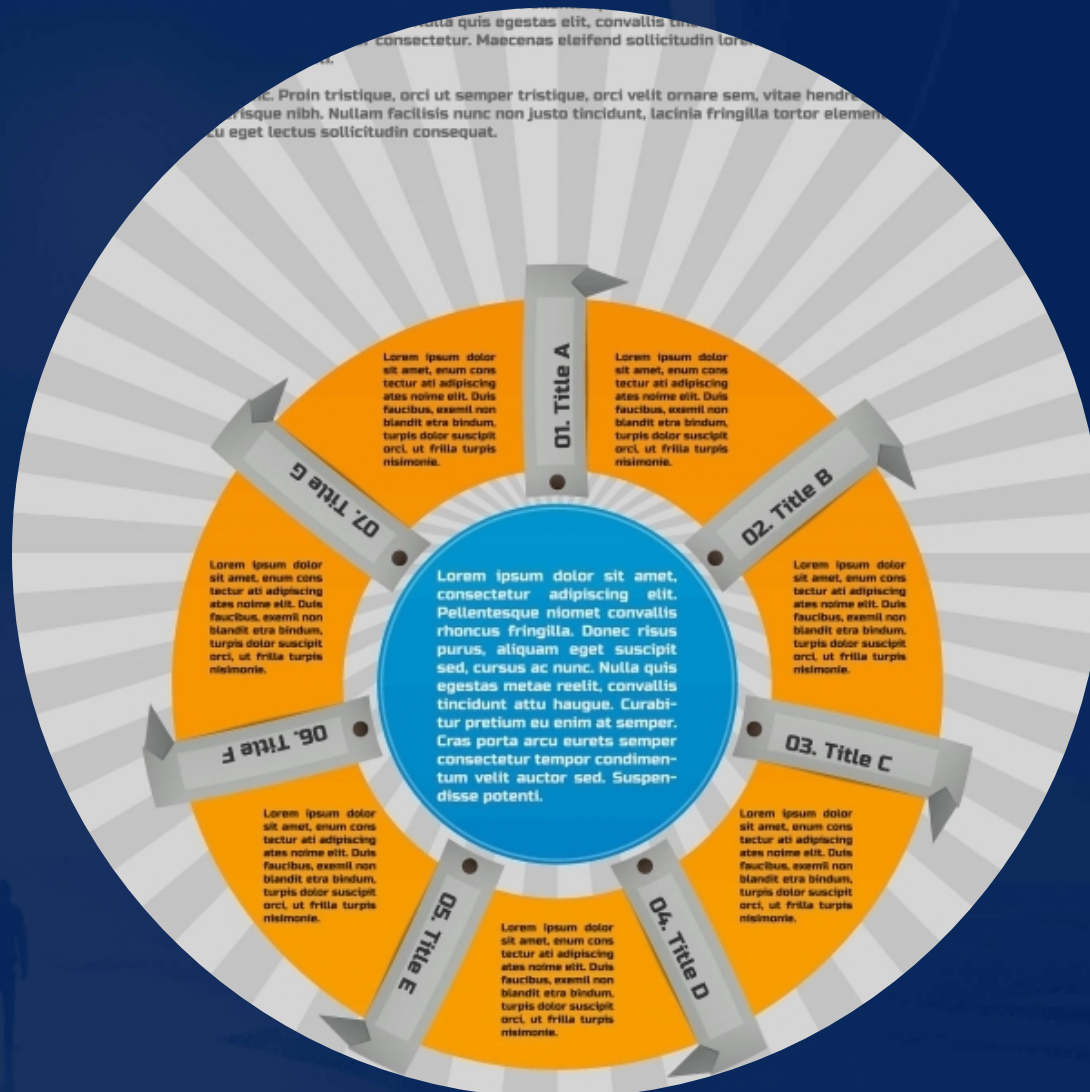 quis egestas elit, convallis
consectetur. Maecenas eleifend sollicitudin
Proin tristique, orci ut semper tristique, orci velit ornare sem, vitae
nibh. Nullam facilisis nunc non justo tincidunt, lacinia fringilla tortor
eget lectus sollicitudin consequat.
01. Title A
Lorem ipsum dolor
sit amet, enum cons
tectur ati adipiscing
ates noime elit. Duis
faucibus, exemil non
blandit etra bindum,
turpis dolor suscipit
orci, ut frilla turpis
nisimonie.
02. Title B
Lorem ipsum dolor
sit amet, enum cons
tectur ati adipiscing
ates noime elit. Duis
faucibus, exemil non
blandit etra bindum,
turpis dolor suscipit
orci, ut frilla turpis
nisimonie.
03. Title C
Lorem ipsum dolor
sit amet, enum cons
tectur ati adipiscing
ates noime elit. Duis
faucibus, exemil non
blandit etra bindum,
turpis dolor suscipit
orci, ut frilla turpis
nisimonie.
04. Title D
Lorem ipsum dolor
sit amet, enum cons
tectur ati adipiscing
ates noime elit. Duis
faucibus, exemil non
blandit etra bindum,
turpis dolor suscipit
orci, ut frilla turpis
nisimonie.
05. Title E
Lorem ipsum dolor
sit amet, enum cons
tectur ati adipiscing
ates noime elit. Duis
faucibus, exemil non
blandit etra bindum,
turpis dolor suscipit
orci, ut frilla turpis
nisimonie.
06. Title F
Lorem ipsum dolor
sit amet, enum cons
tectur ati adipiscing
ates noime elit. Duis
faucibus, exemil non
blandit etra bindum,
turpis dolor suscipit
orci, ut frilla turpis
nisimonie.
07. Title G
Lorem ipsum dolor
sit amet, enum cons
tectur ati adipiscing
ates noime elit. Duis
faucibus, exemil non
blandit etra bindum,
turpis dolor suscipit
orci, ut frilla turpis
nisimonie.
Lorem ipsum dolor sit amet,
consectetur adipiscing elit.
Pellentesque niomet convallis
rhoncus fringilla. Donec risus
purus, aliquam eget suscipit
sed, cursus ac nunc. Nulla quis
egestas metae reelit, convallis
tincidunt attu haugue. Curabi-
tur pretium eu enim at semper.
Cras porta arcu eurets semper
consectetur tempor condimen-
tum velit auctor sed. Suspen-
disse potenti.